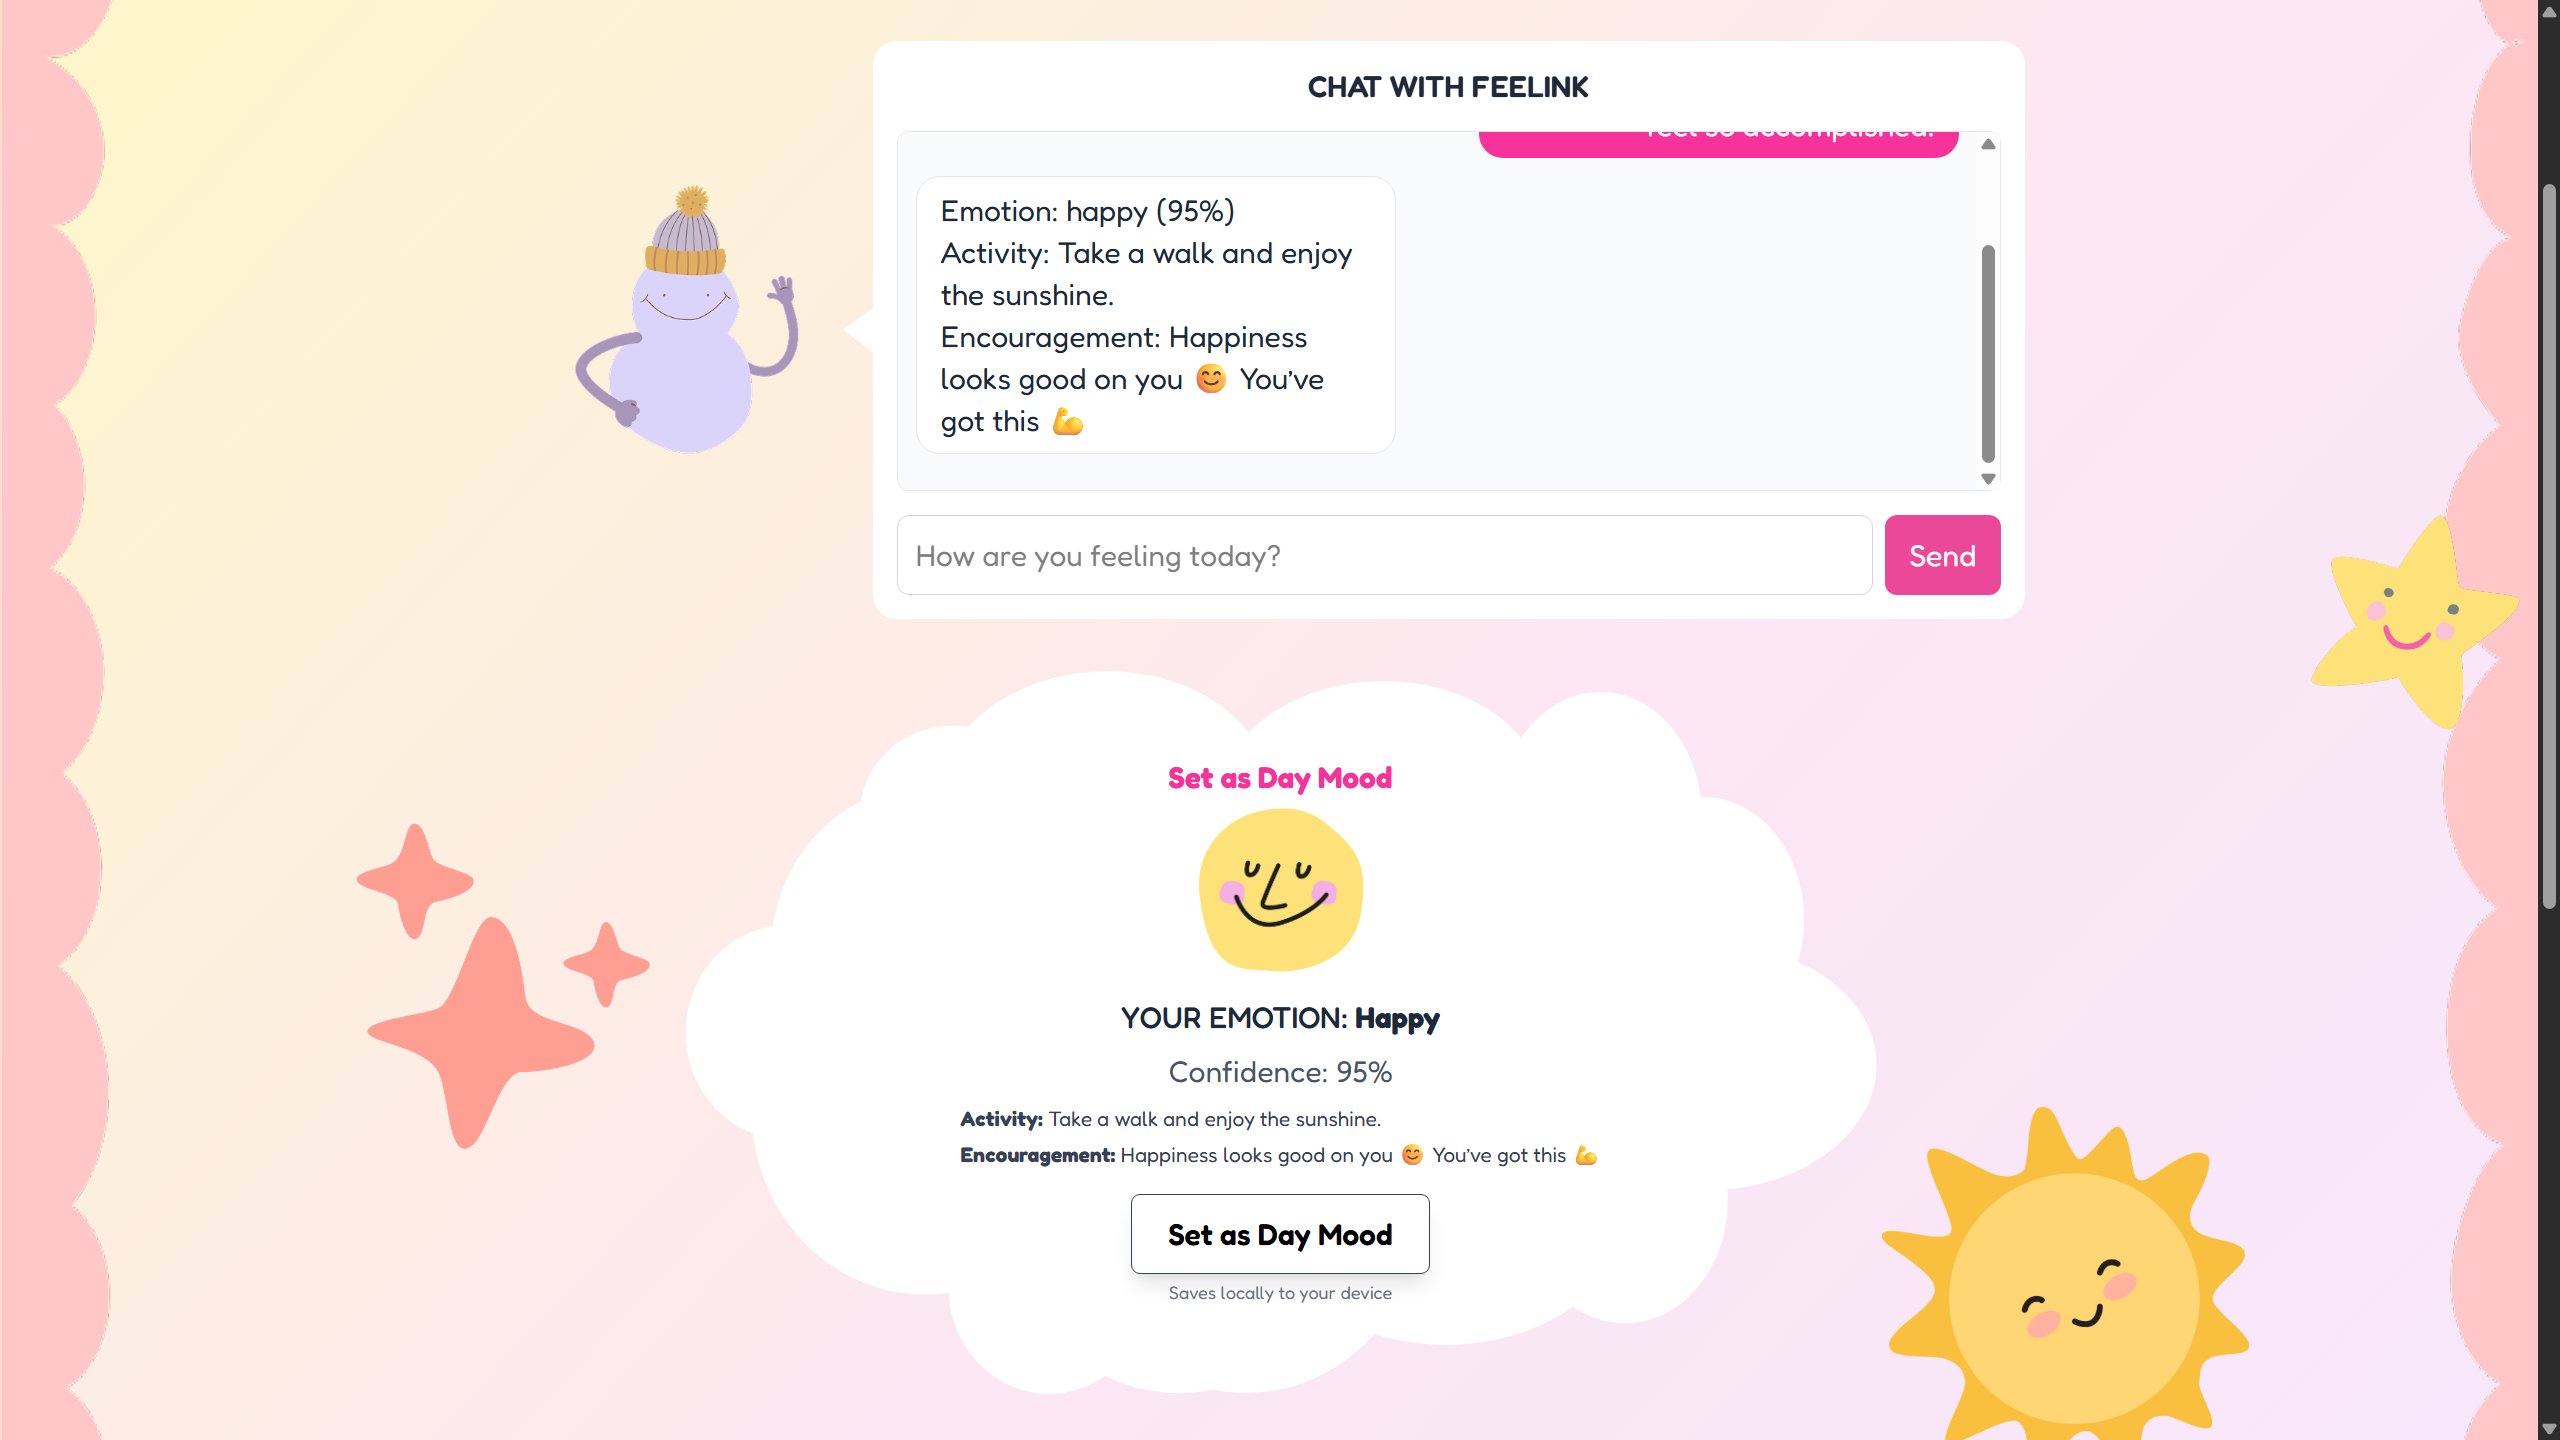 CHAT WITH FEELINK
feel so accomplished.
Emotion: happy (95%)
Activity: Take a walk and enjoy
the sunshine.
Encouragement: Happiness
looks good on you 😊 You’ve
got this 💪
How are you feeling today?
Send
Set as Day Mood
YOUR EMOTION: Happy
Confidence: 95%
Activity: Take a walk and enjoy the sunshine.
Encouragement: Happiness looks good on you 😊 You’ve got this 💪
Set as Day Mood
Saves locally to your device